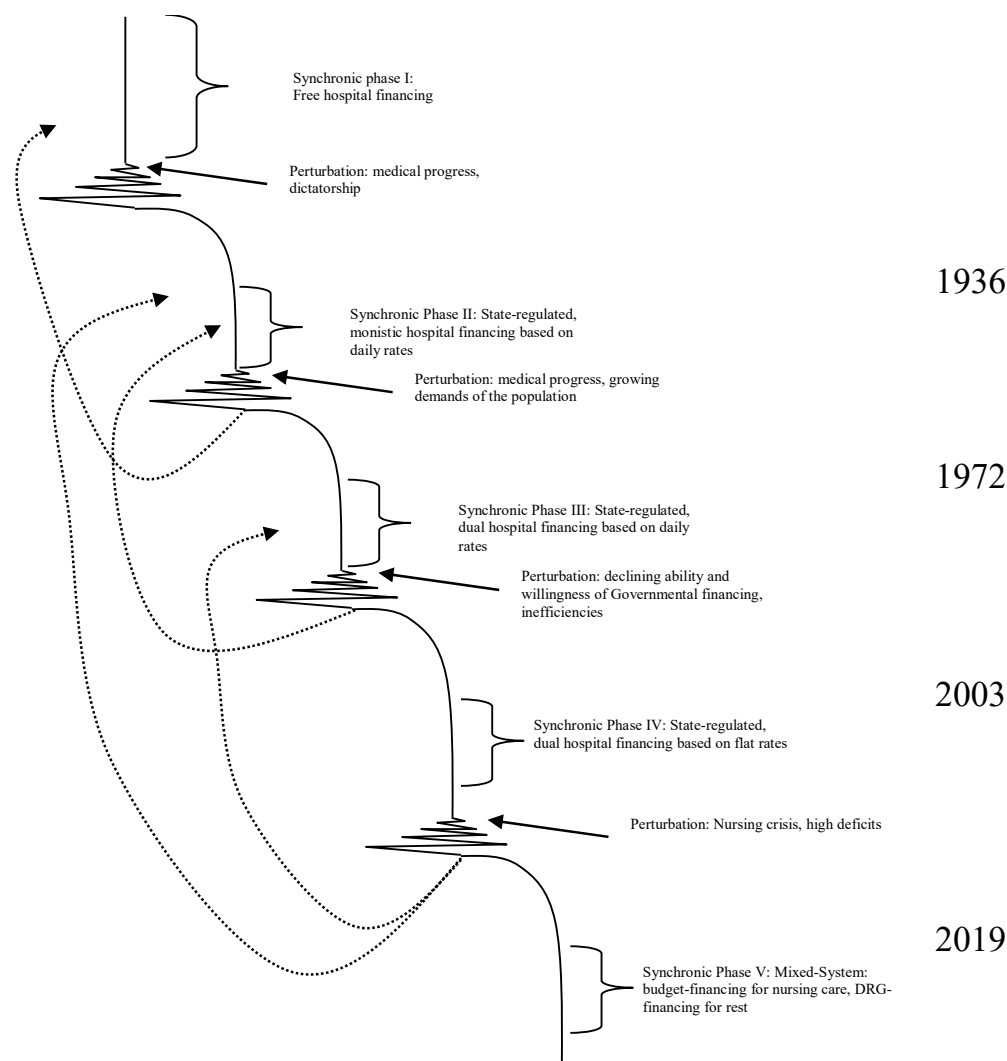 Synchronic phase I:
Free hospital financing
Perturbation: medical progress,
dictatorship
1936
Synchronic Phase II: State-regulated,
monistic hospital financing based on
daily rates
Perturbation: medical progress, growing
demands of the population
1972
Synchronic Phase III: State-regulated,
dual hospital financing based on daily
rates
Perturbation: declining ability and
willingness of Governmental financing,
inefficiencies
2003
Synchronic Phase IV: State-regulated,
dual hospital financing based on flat rates
Perturbation: Nursing crisis, high deficits
2019
Synchronic Phase V: Mixed-System:
budget-financing for nursing care, DRG-
financing for rest